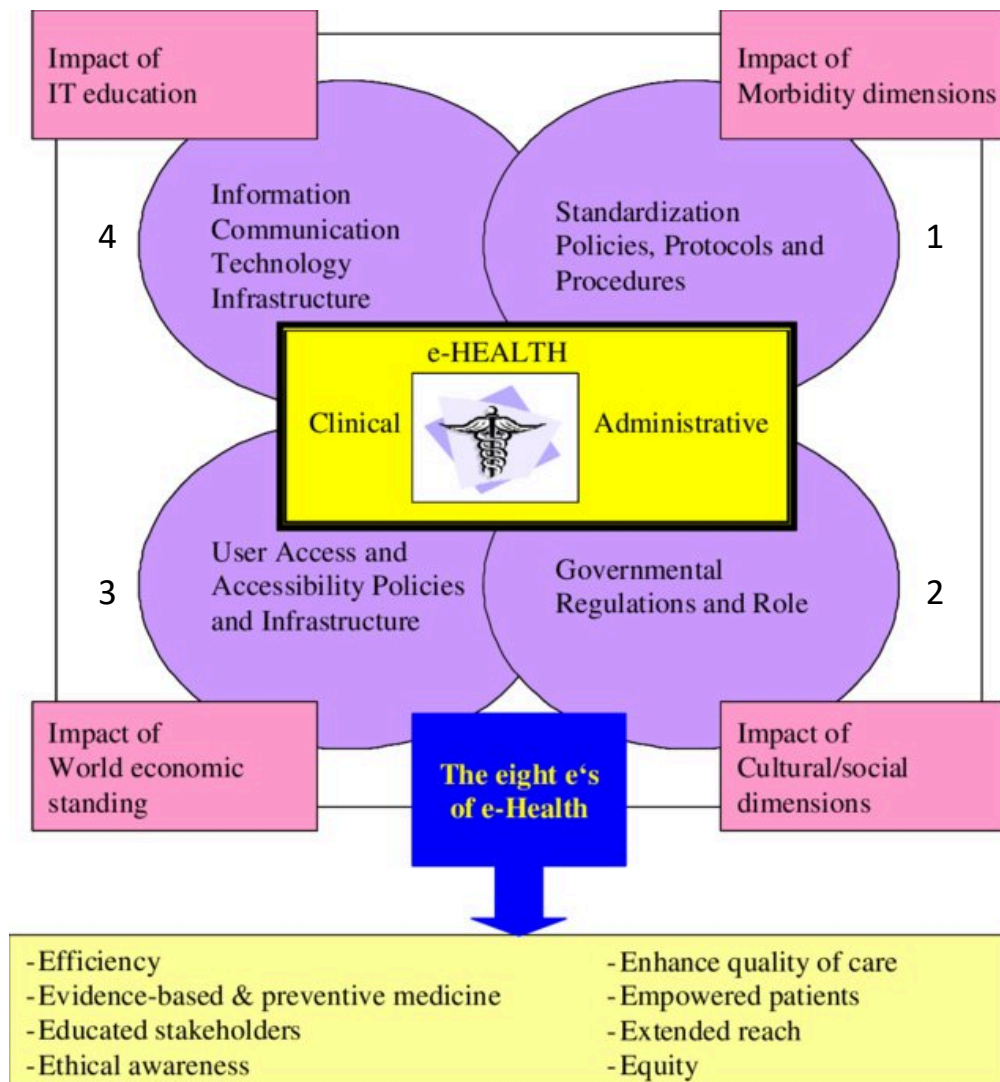 Impact of
IT education
Impact of
Morbidity dimensions
4
Information
Communication
Technology
Infrastructure
Standardization
Policies, Protocols and
Procedures
1
e-HEALTH
Clinical
Administrative
3
User Access and
Accessibility Policies
and Infrastructure
Governmental
Regulations and Role
2
Impact of
World economic
standing
The eight e‘s
of e-Health
Impact of
Cultural/social
dimensions
-Efficiency
-Evidence-based & preventive medicine
-Educated stakeholders
-Ethical awareness
-Enhance quality of care
-Empowered patients
-Extended reach
-Equity